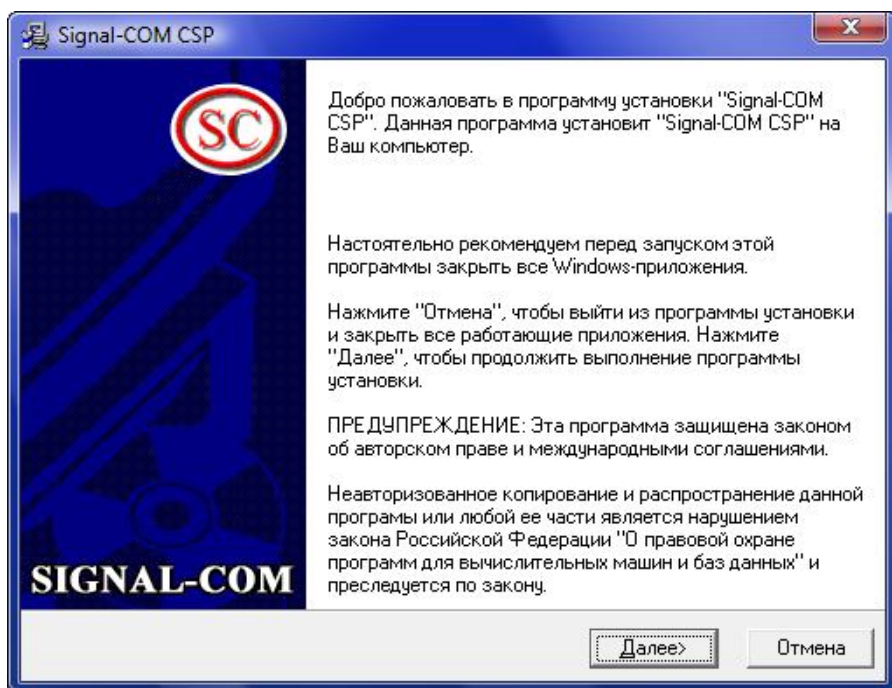 Signal-COM CSP
SC
Добро пожаловать в программу установки "Signal-COM
CSP". Данная программа установит "Signal-COM CSP" на
Ваш компьютер.
Настоятельно рекомендуем перед запуском этой
программы закрыть все Windows-приложения.
Нажмите "Отмена", чтобы выйти из программы установки
и закрыть все работающие приложения. Нажмите
"Далее", чтобы продолжить выполнение программы
установки.
ПРЕДУПРЕЖДЕНИЕ: Эта программа защищена законом
об авторском праве и международными соглашениями.
Неавторизованное копирование и распространение данной
програмы или любой ее части является нарушением
закона Российской Федерации "О правовой охране
программ для вычислительных машин и баз данных" и
преследуется по закону.
SIGNAL-COM
Далее>
Отмена